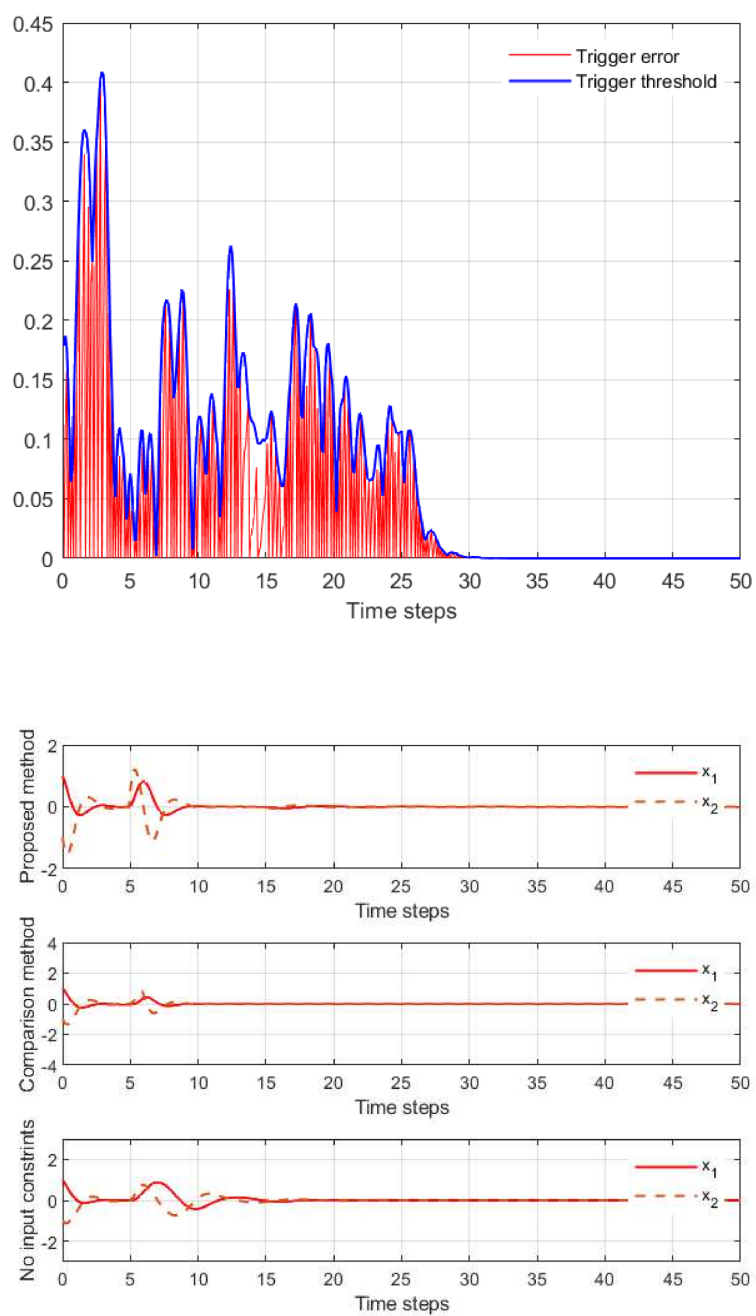 0.45
0.4
0.35
0.3
0.25
0.2
0.15
0.1
0.05
0
Trigger error
Trigger threshold
0 5 10 15 20 25 30 35 40 45 50
Time steps
Proposed method
2
0
-2
x1
x2
0 5 10 15 20 25 30 35 40 45 50
Time steps
Comparison method
4
2
0
-2
-4
x1
x2
0 5 10 15 20 25 30 35 40 45 50
Time steps
No input constrints
2
0
-2
x1
x2
0 5 10 15 20 25 30 35 40 45 50
Time steps